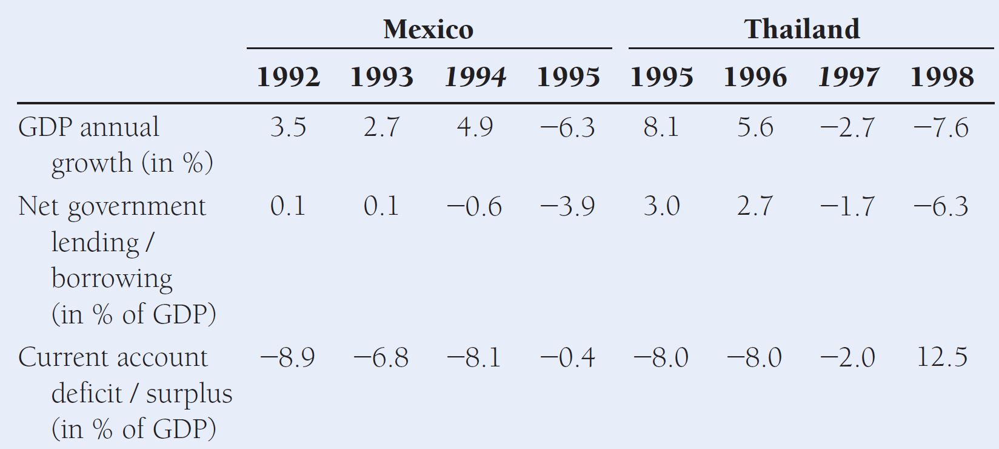 Mexico Thailand
1992 1993 1994 1995 1995 1996 1997 1998
GDP annual 3.5 2.7 4.9 −6.3 8.1 5.6 −2.7 −7.6
growth (in %)
Net government 0.1 0.1 −0.6 −3.9 3.0 2.7 −1.7 −6.3
lending /
borrowing
(in % of GDP)
Current account −8.9 −6.8 −8.1 −0.4 −8.0 −8.0 −2.0 12.5
deficit / surplus
(in % of GDP)